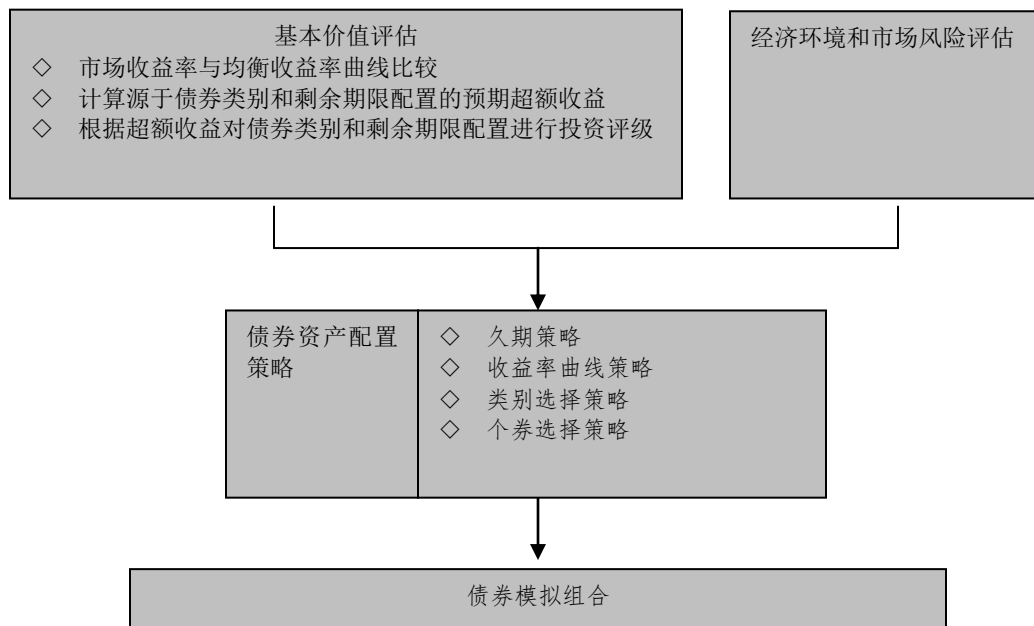 基本价值评估
◇ 市场收益率与均衡收益率曲线比较
◇ 计算源于债券类别和剩余期限配置的预期超额收益
◇ 根据超额收益对债券类别和剩余期限配置进行投资评级
经济环境和市场风险评估
债券资产配置
策略
◇ 久期策略
◇ 收益率曲线策略
◇ 类别选择策略
◇ 个券选择策略
债券模拟组合